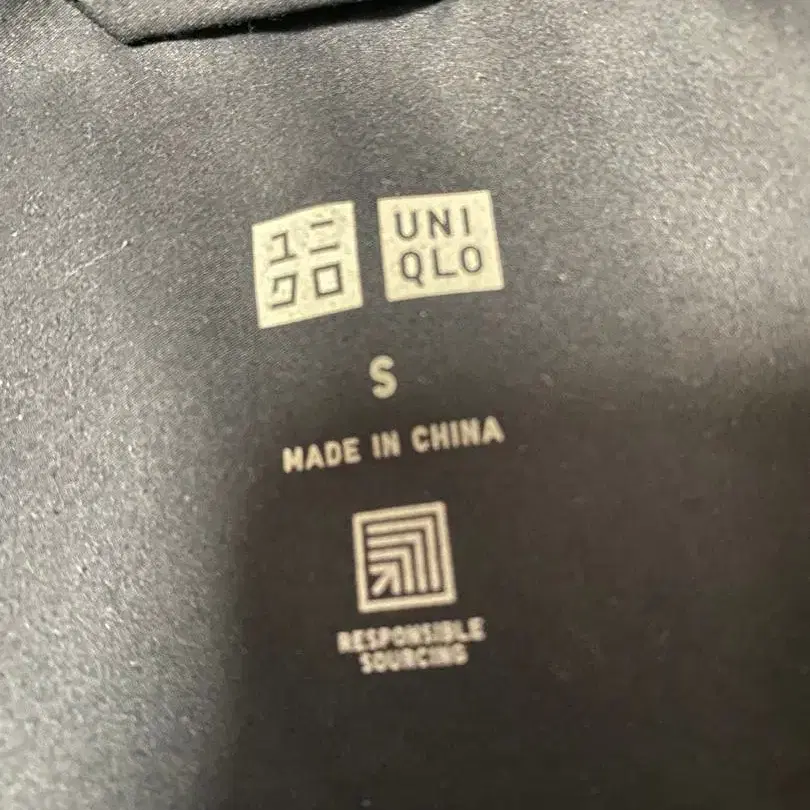 ユニ
クロ
UNI
QLO
S
MADE IN CHINA
RESPONSIBLE
SOURCING